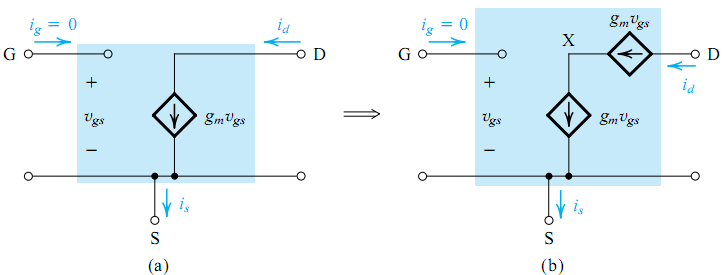 i_g = 0
i_d
G
D
+
v_gs
−
g_m v_gs
i_s
S
(a)
⟹
i_g = 0
g_m v_gs
X
G
D
i_d
+
v_gs
−
g_m v_gs
i_s
S
(b)